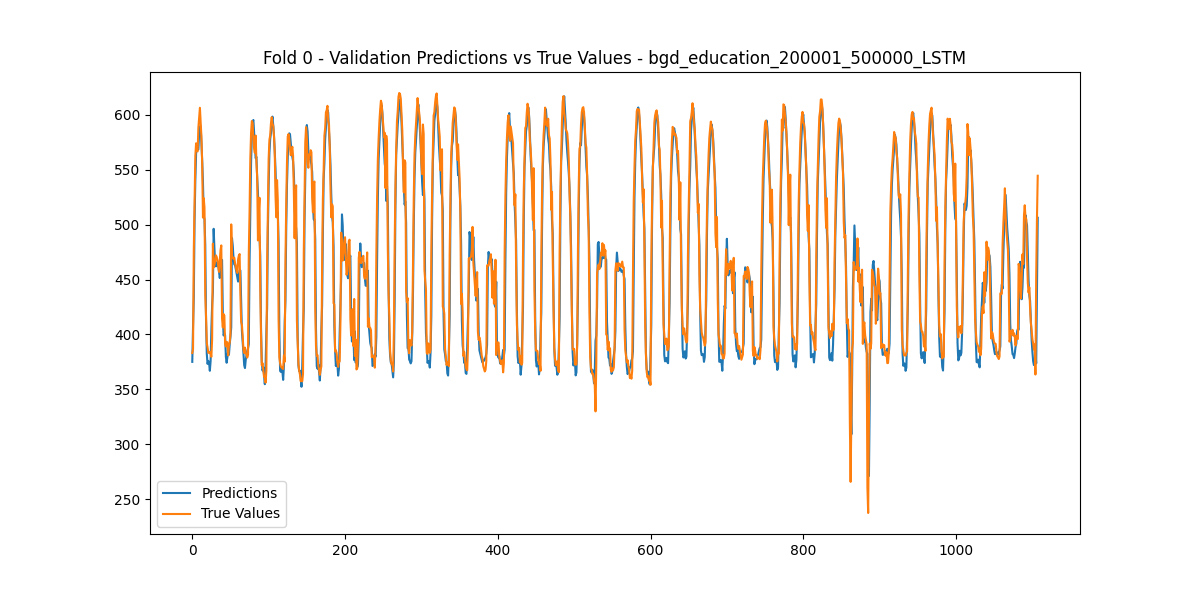 Fold 0 - Validation Predictions vs True Values - bgd_education_200001_500000_LSTM
600
550
500
450
400
350
300
250
Predictions
True Values
0 200 400 600 800 1000